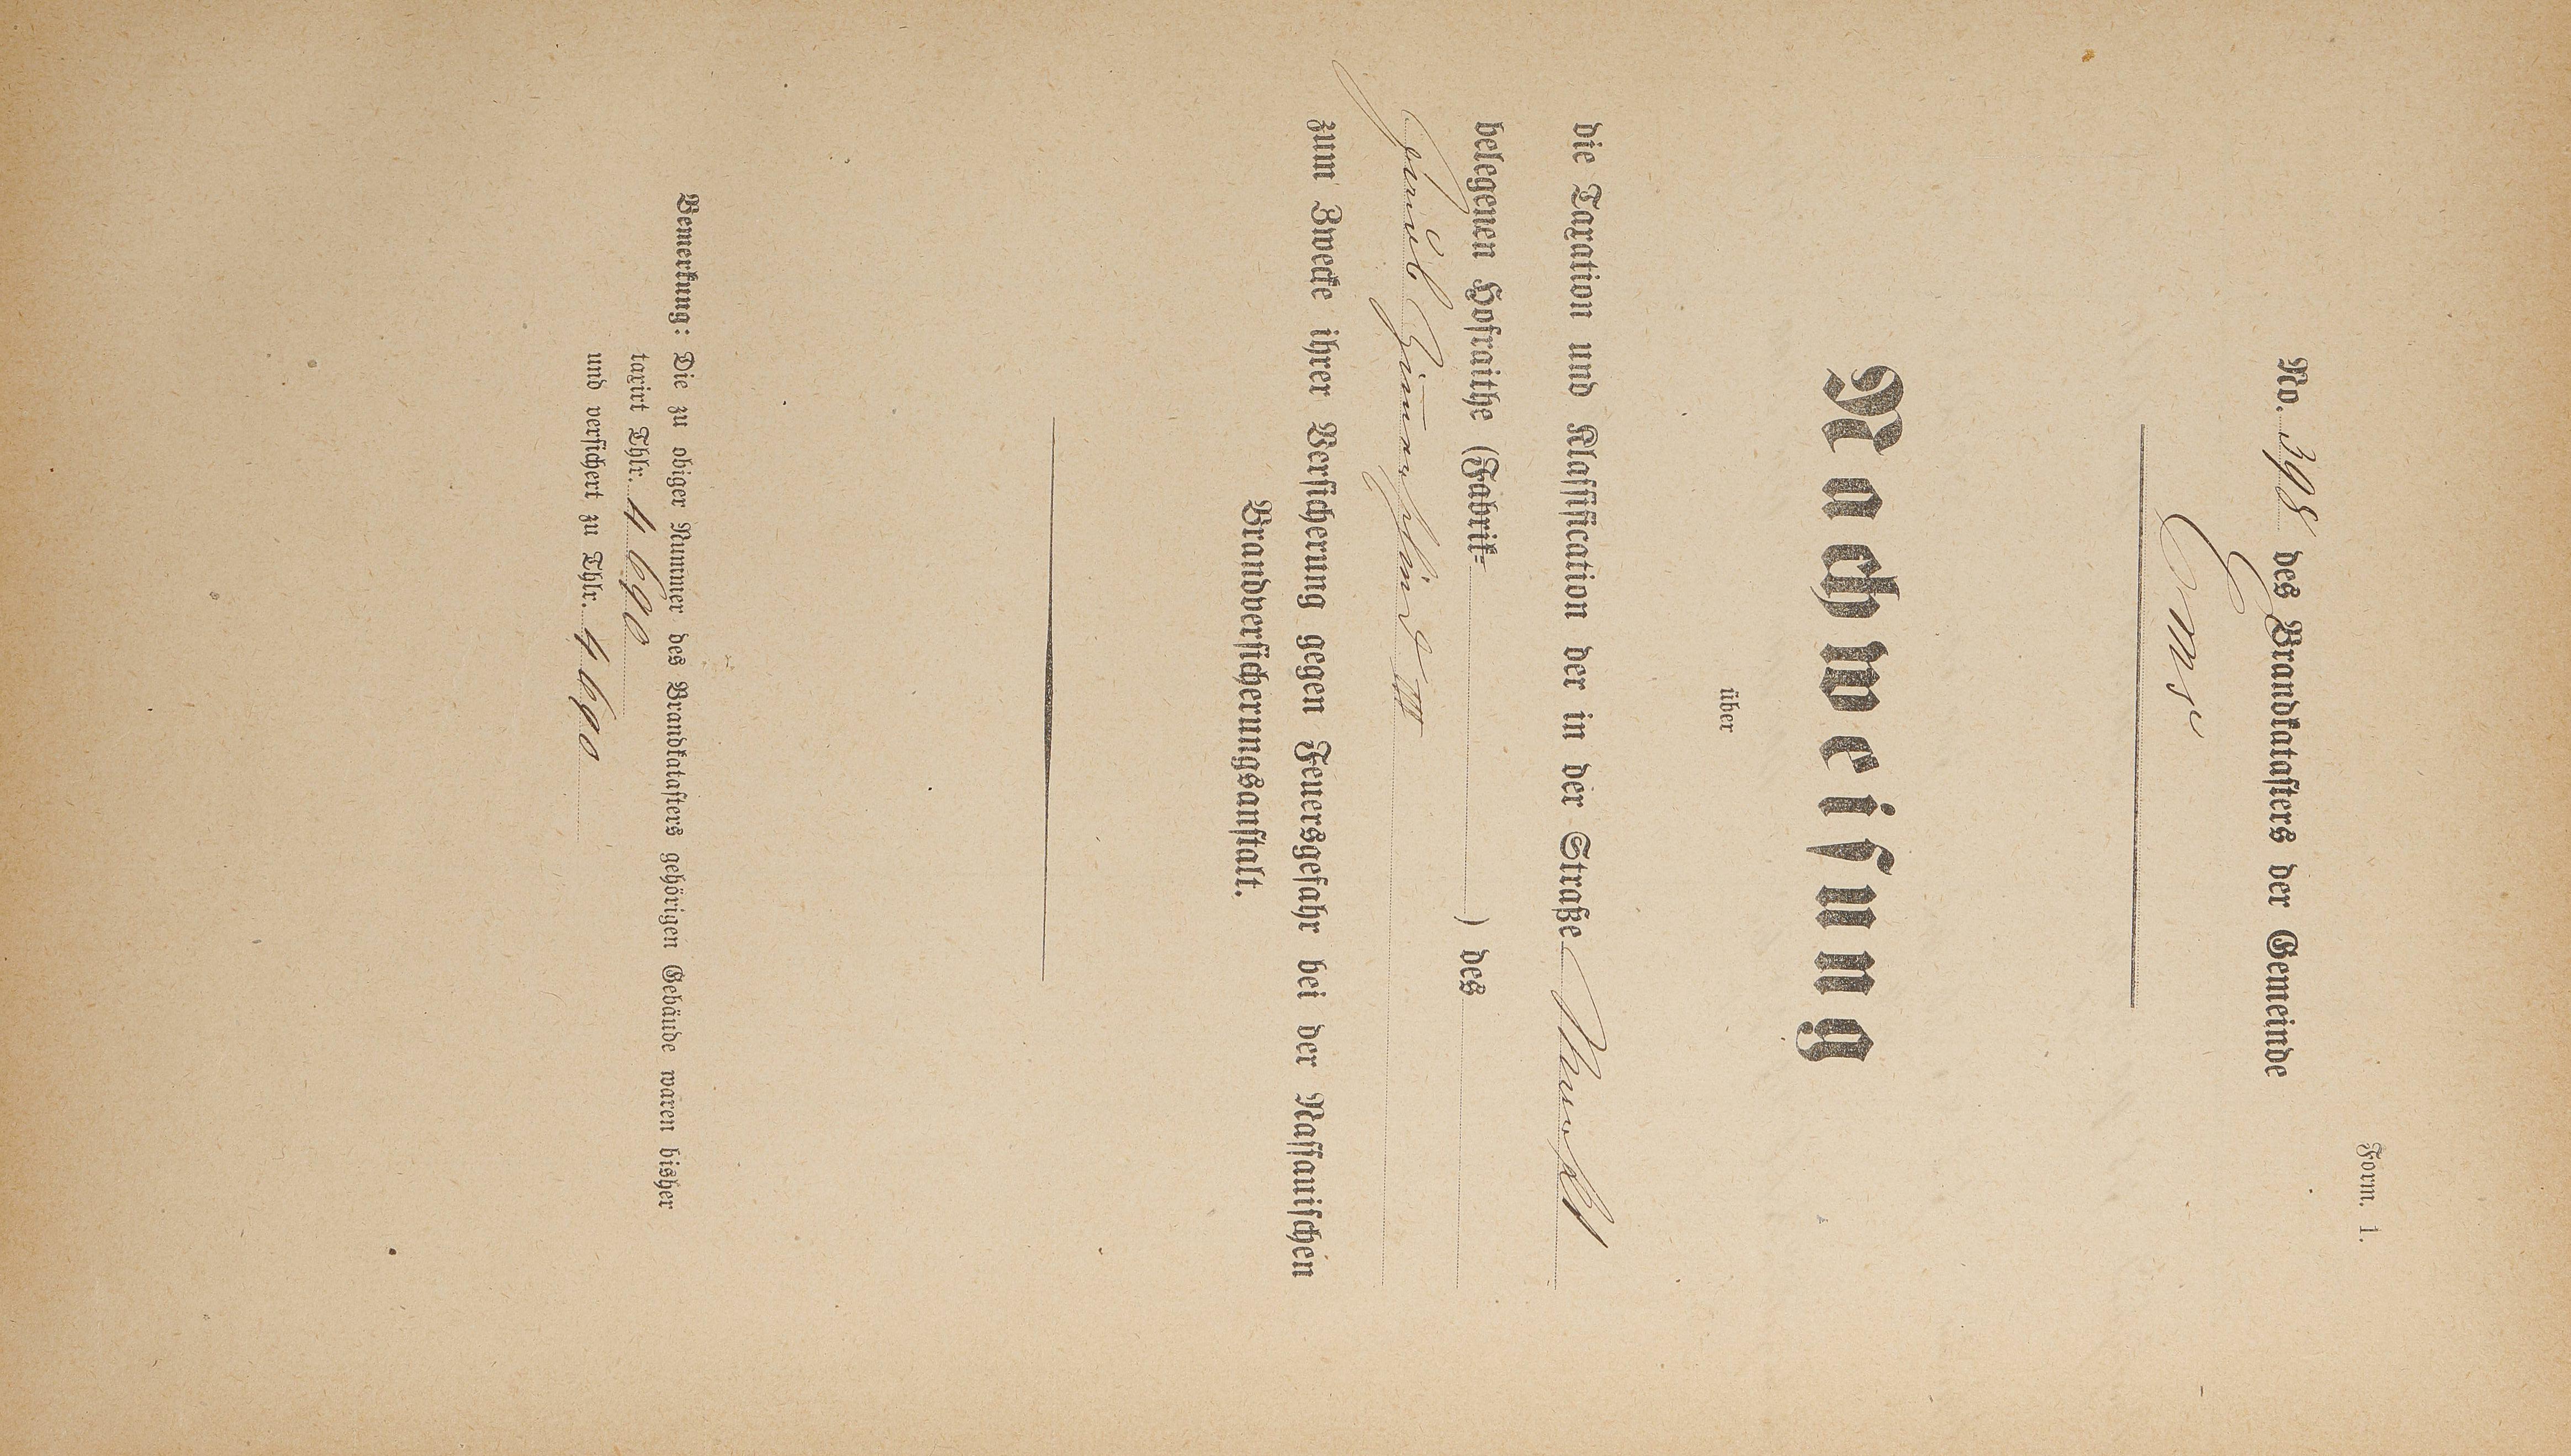 Form. 1.
No. 398 des Brandkatasters der Gemeinde
Ems
Nachweisung
über
die Taxation und Klassification der in der Straße
belegenen Hofraithe (Fabrik= ) des
III
zum Zwecke ihrer Versicherung gegen Feuersgefahr bei der Nassauischen
Brandversicherungsanstalt.
Bemerkung: Die zu obiger Nummer des Brandkatasters gehörigen Gebäude waren bisher
taxirt Thlr. 4690
und versichert zu Thlr. 4690